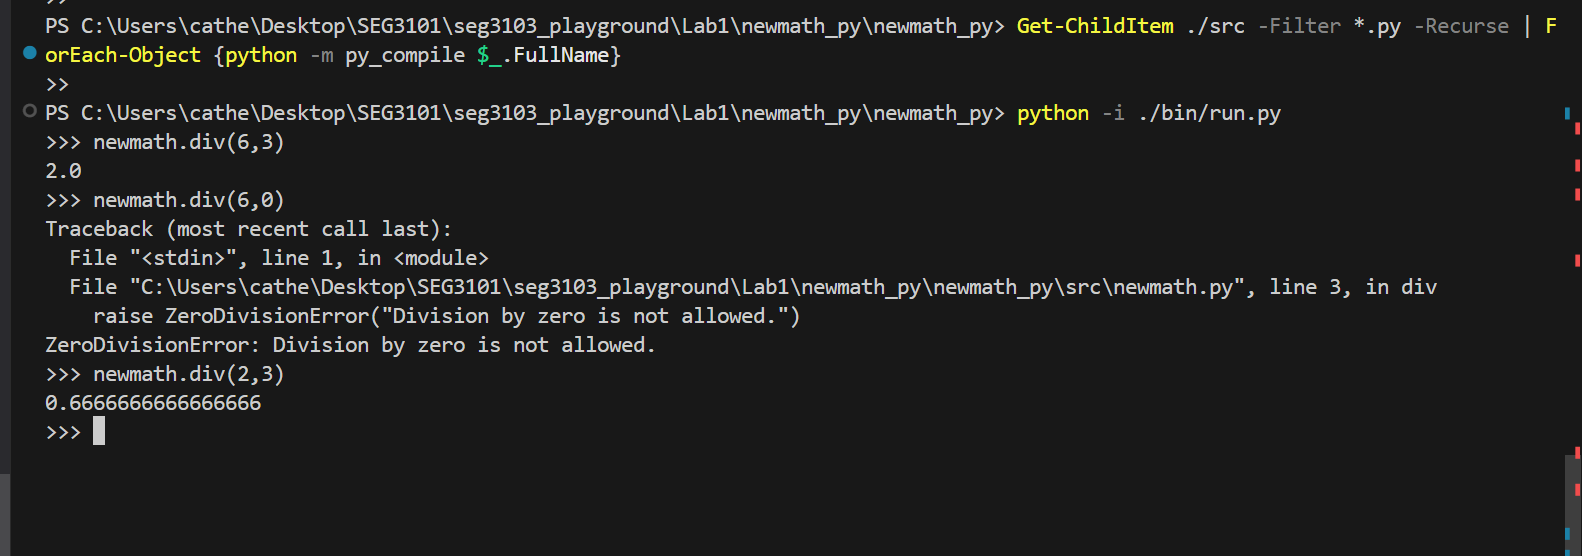 >>
PS C:\Users\cathe\Desktop\SEG3101\seg3103_playground\Lab1\newmath_py\newmath_py> Get-ChildItem ./src -Filter *.py -Recurse | F
orEach-Object {python -m py_compile $_.FullName}
>>
PS C:\Users\cathe\Desktop\SEG3101\seg3103_playground\Lab1\newmath_py\newmath_py> python -i ./bin/run.py
>>> newmath.div(6,3)
2.0
>>> newmath.div(6,0)
Traceback (most recent call last):
  File "<stdin>", line 1, in <module>
  File "C:\Users\cathe\Desktop\SEG3101\seg3103_playground\Lab1\newmath_py\newmath_py\src\newmath.py", line 3, in div
    raise ZeroDivisionError("Division by zero is not allowed.")
ZeroDivisionError: Division by zero is not allowed.
>>> newmath.div(2,3)
0.6666666666666666
>>>